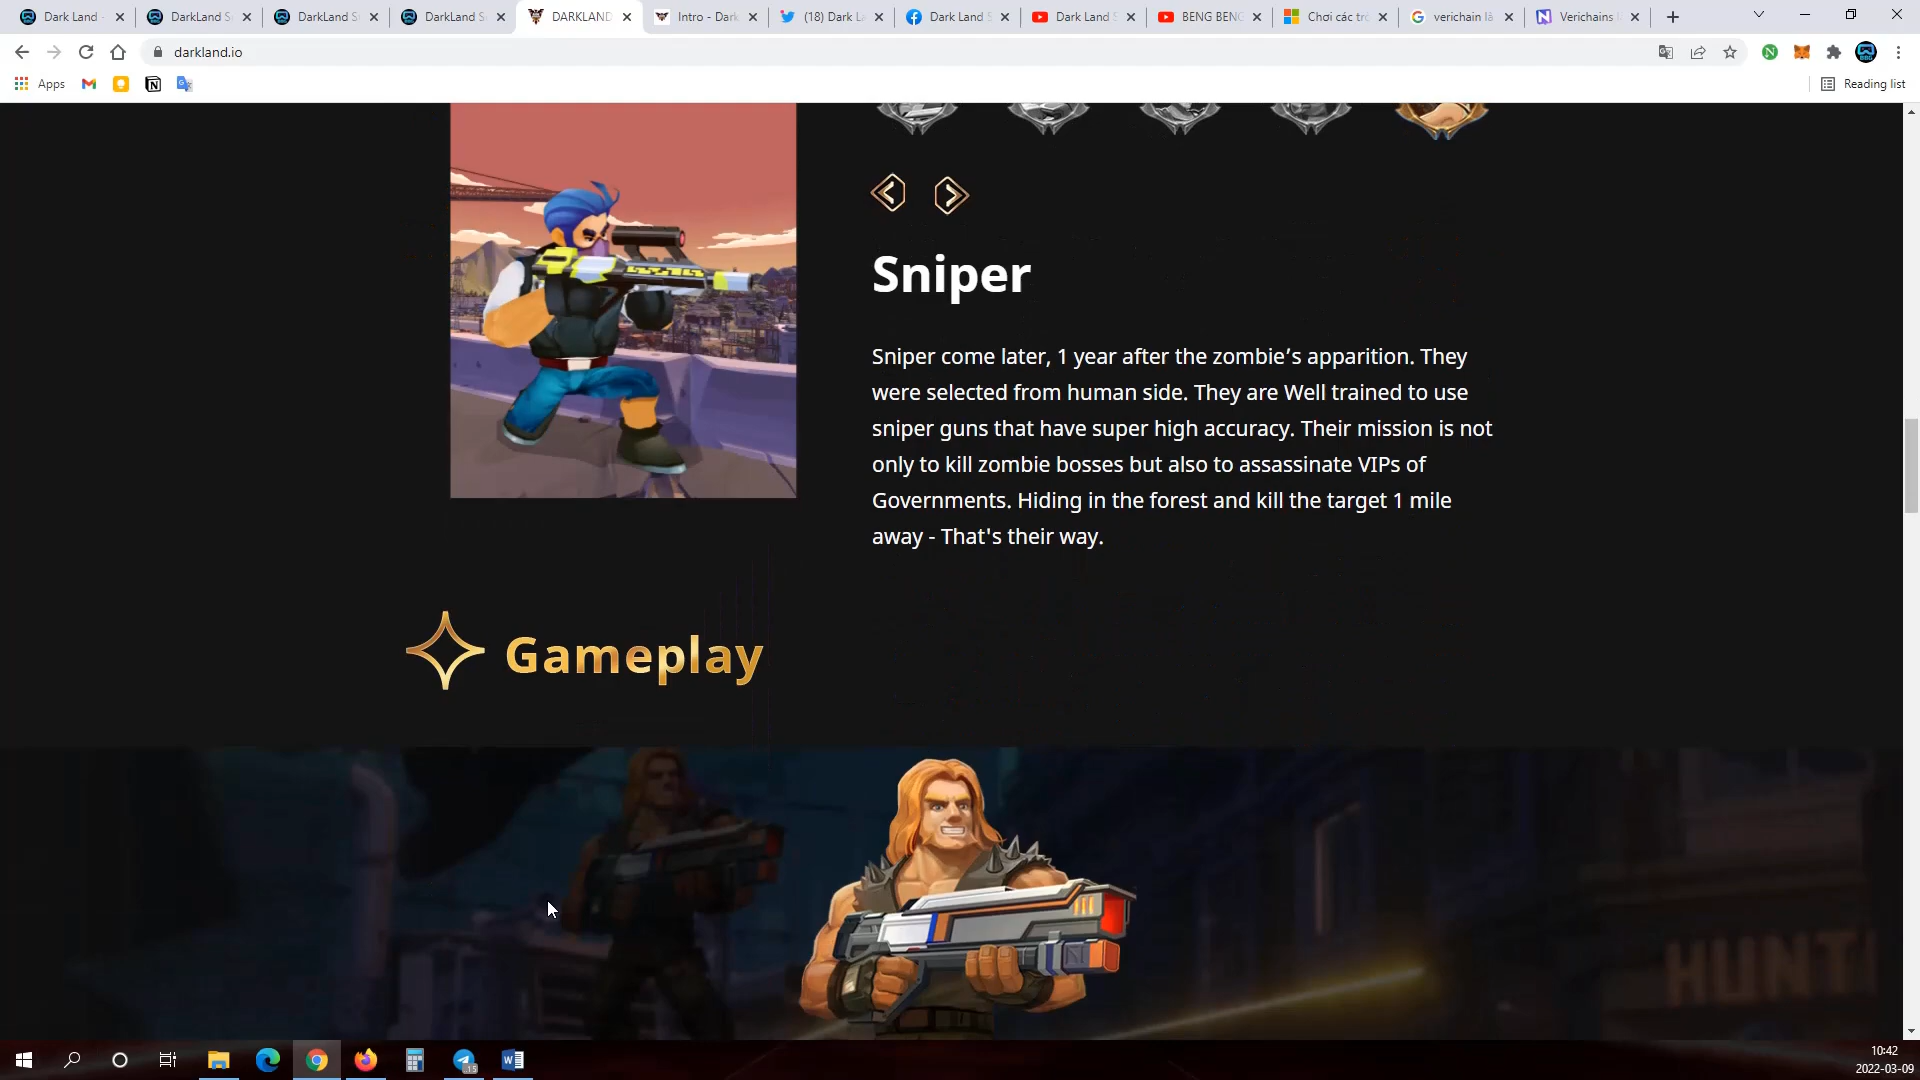 Dark Land
DarkLand S
DarkLand S
DarkLand S
DARKLAND
Intro - Dark
(18) Dark L
Dark Land S
Dark Land S
BENG BENG
Chơi các trò
verichain là
Verichains
darkland.io
Apps
Reading list
Sniper
Sniper come later, 1 year after the zombie’s apparition. They
were selected from human side. They are Well trained to use
sniper guns that have super high accuracy. Their mission is not
only to kill zombie bosses but also to assassinate VIPs of
Governments. Hiding in the forest and kill the target 1 mile
away - That's their way.
Gameplay
HUNT
15
10:42
2022-03-09